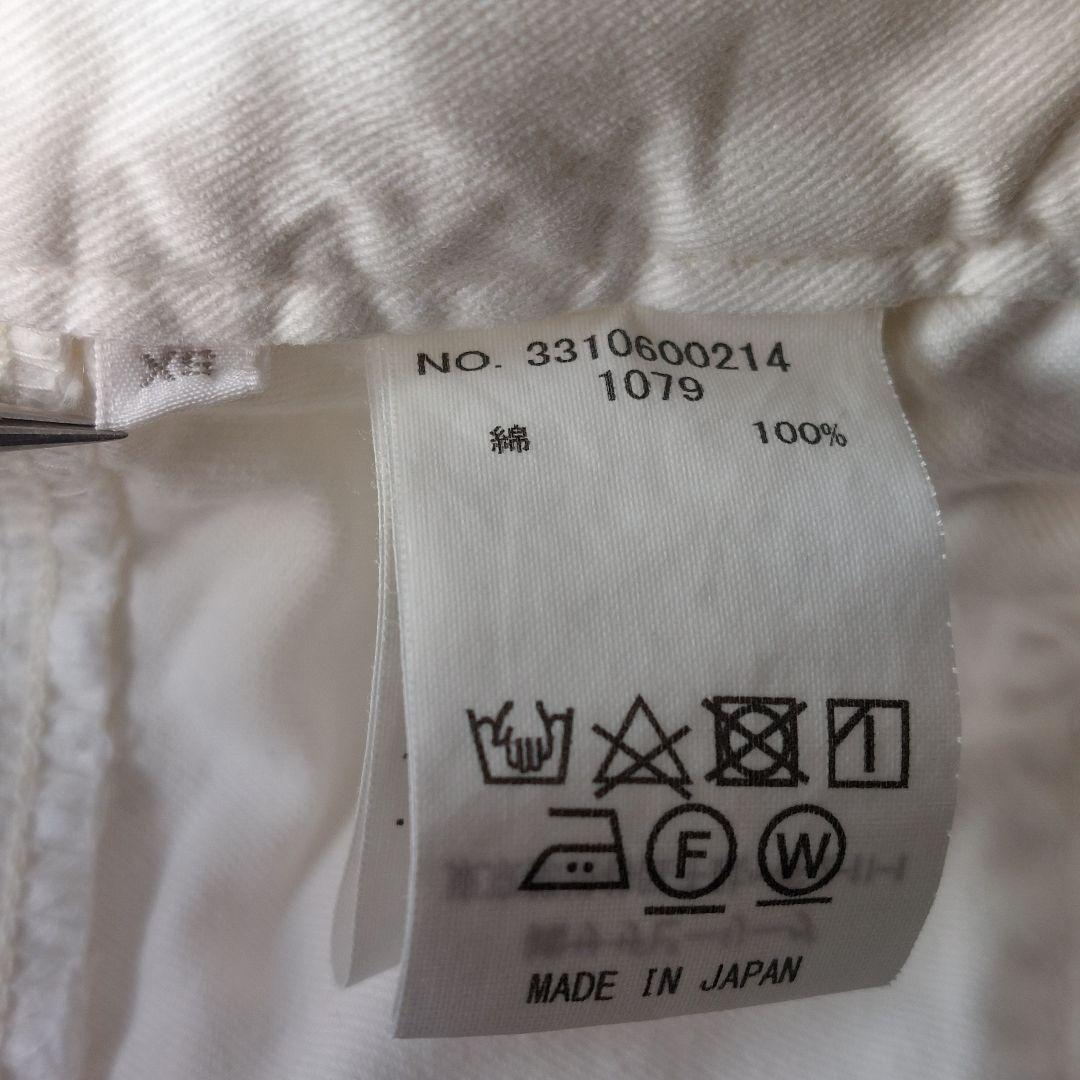 NO. 3310600214
1079
綿 100%
F W
MADE IN JAPAN